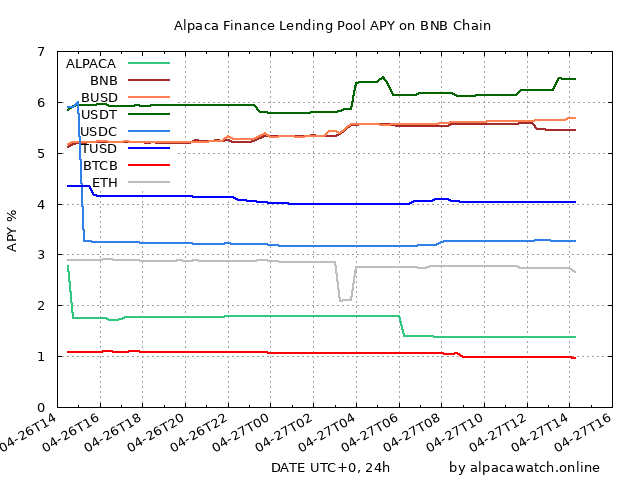 Alpaca Finance Lending Pool APY on BNB Chain
7
6
5
4
3
2
1
0
APY %
ALPACA
BNB
BUSD
USDT
USDC
TUSD
BTCB
ETH
04-26T14
04-26T16
04-26T18
04-26T20
04-26T22
04-27T00
04-27T02
04-27T04
04-27T06
04-27T08
04-27T10
04-27T12
04-27T14
04-27T16
DATE UTC+0, 24h
by alpacawatch.online